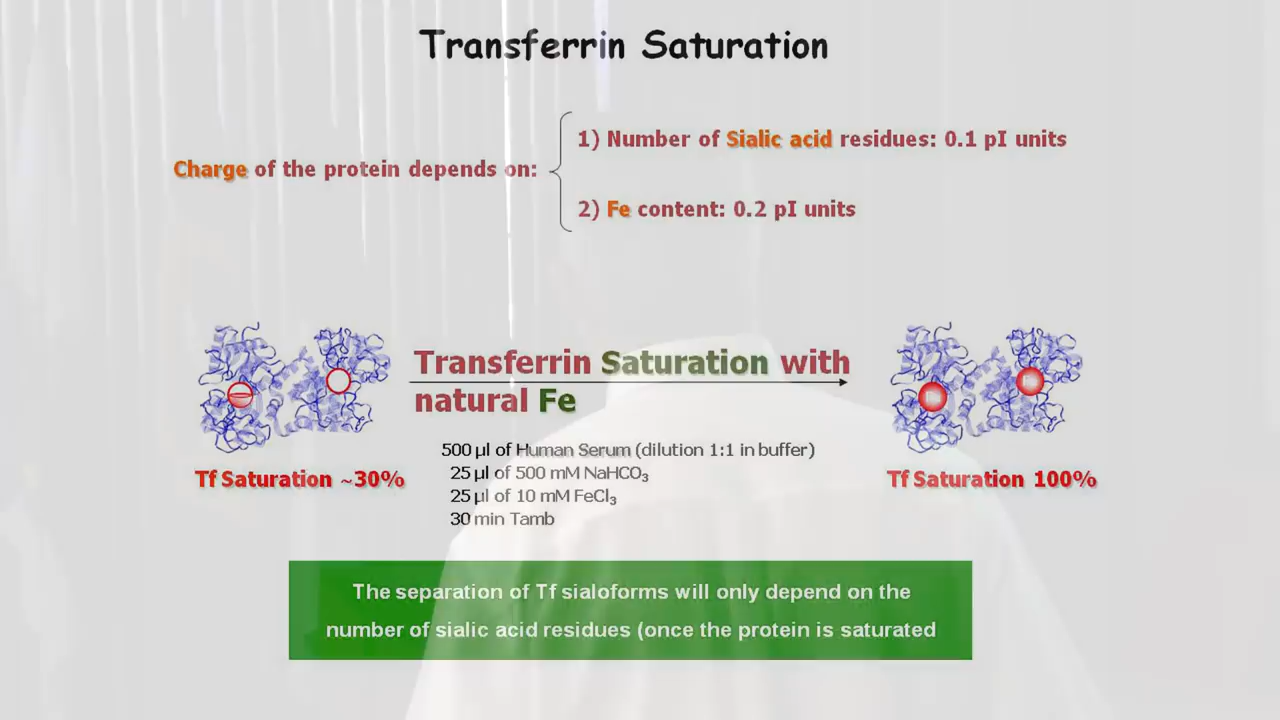 Transferrin Saturation
Charge of the protein depends on:
1) Number of Sialic acid residues: 0.1 pI units
2) Fe content: 0.2 pI units
Transferrin Saturation with
natural Fe
500 µl of Human Serum (dilution 1:1 in buffer)
25 µl of 500 mM NaHCO₃
25 µl of 10 mM FeCl₃
30 min Tamb
Tf Saturation ~30%
Tf Saturation 100%
The separation of Tf sialoforms will only depend on the
number of sialic acid residues (once the protein is saturated